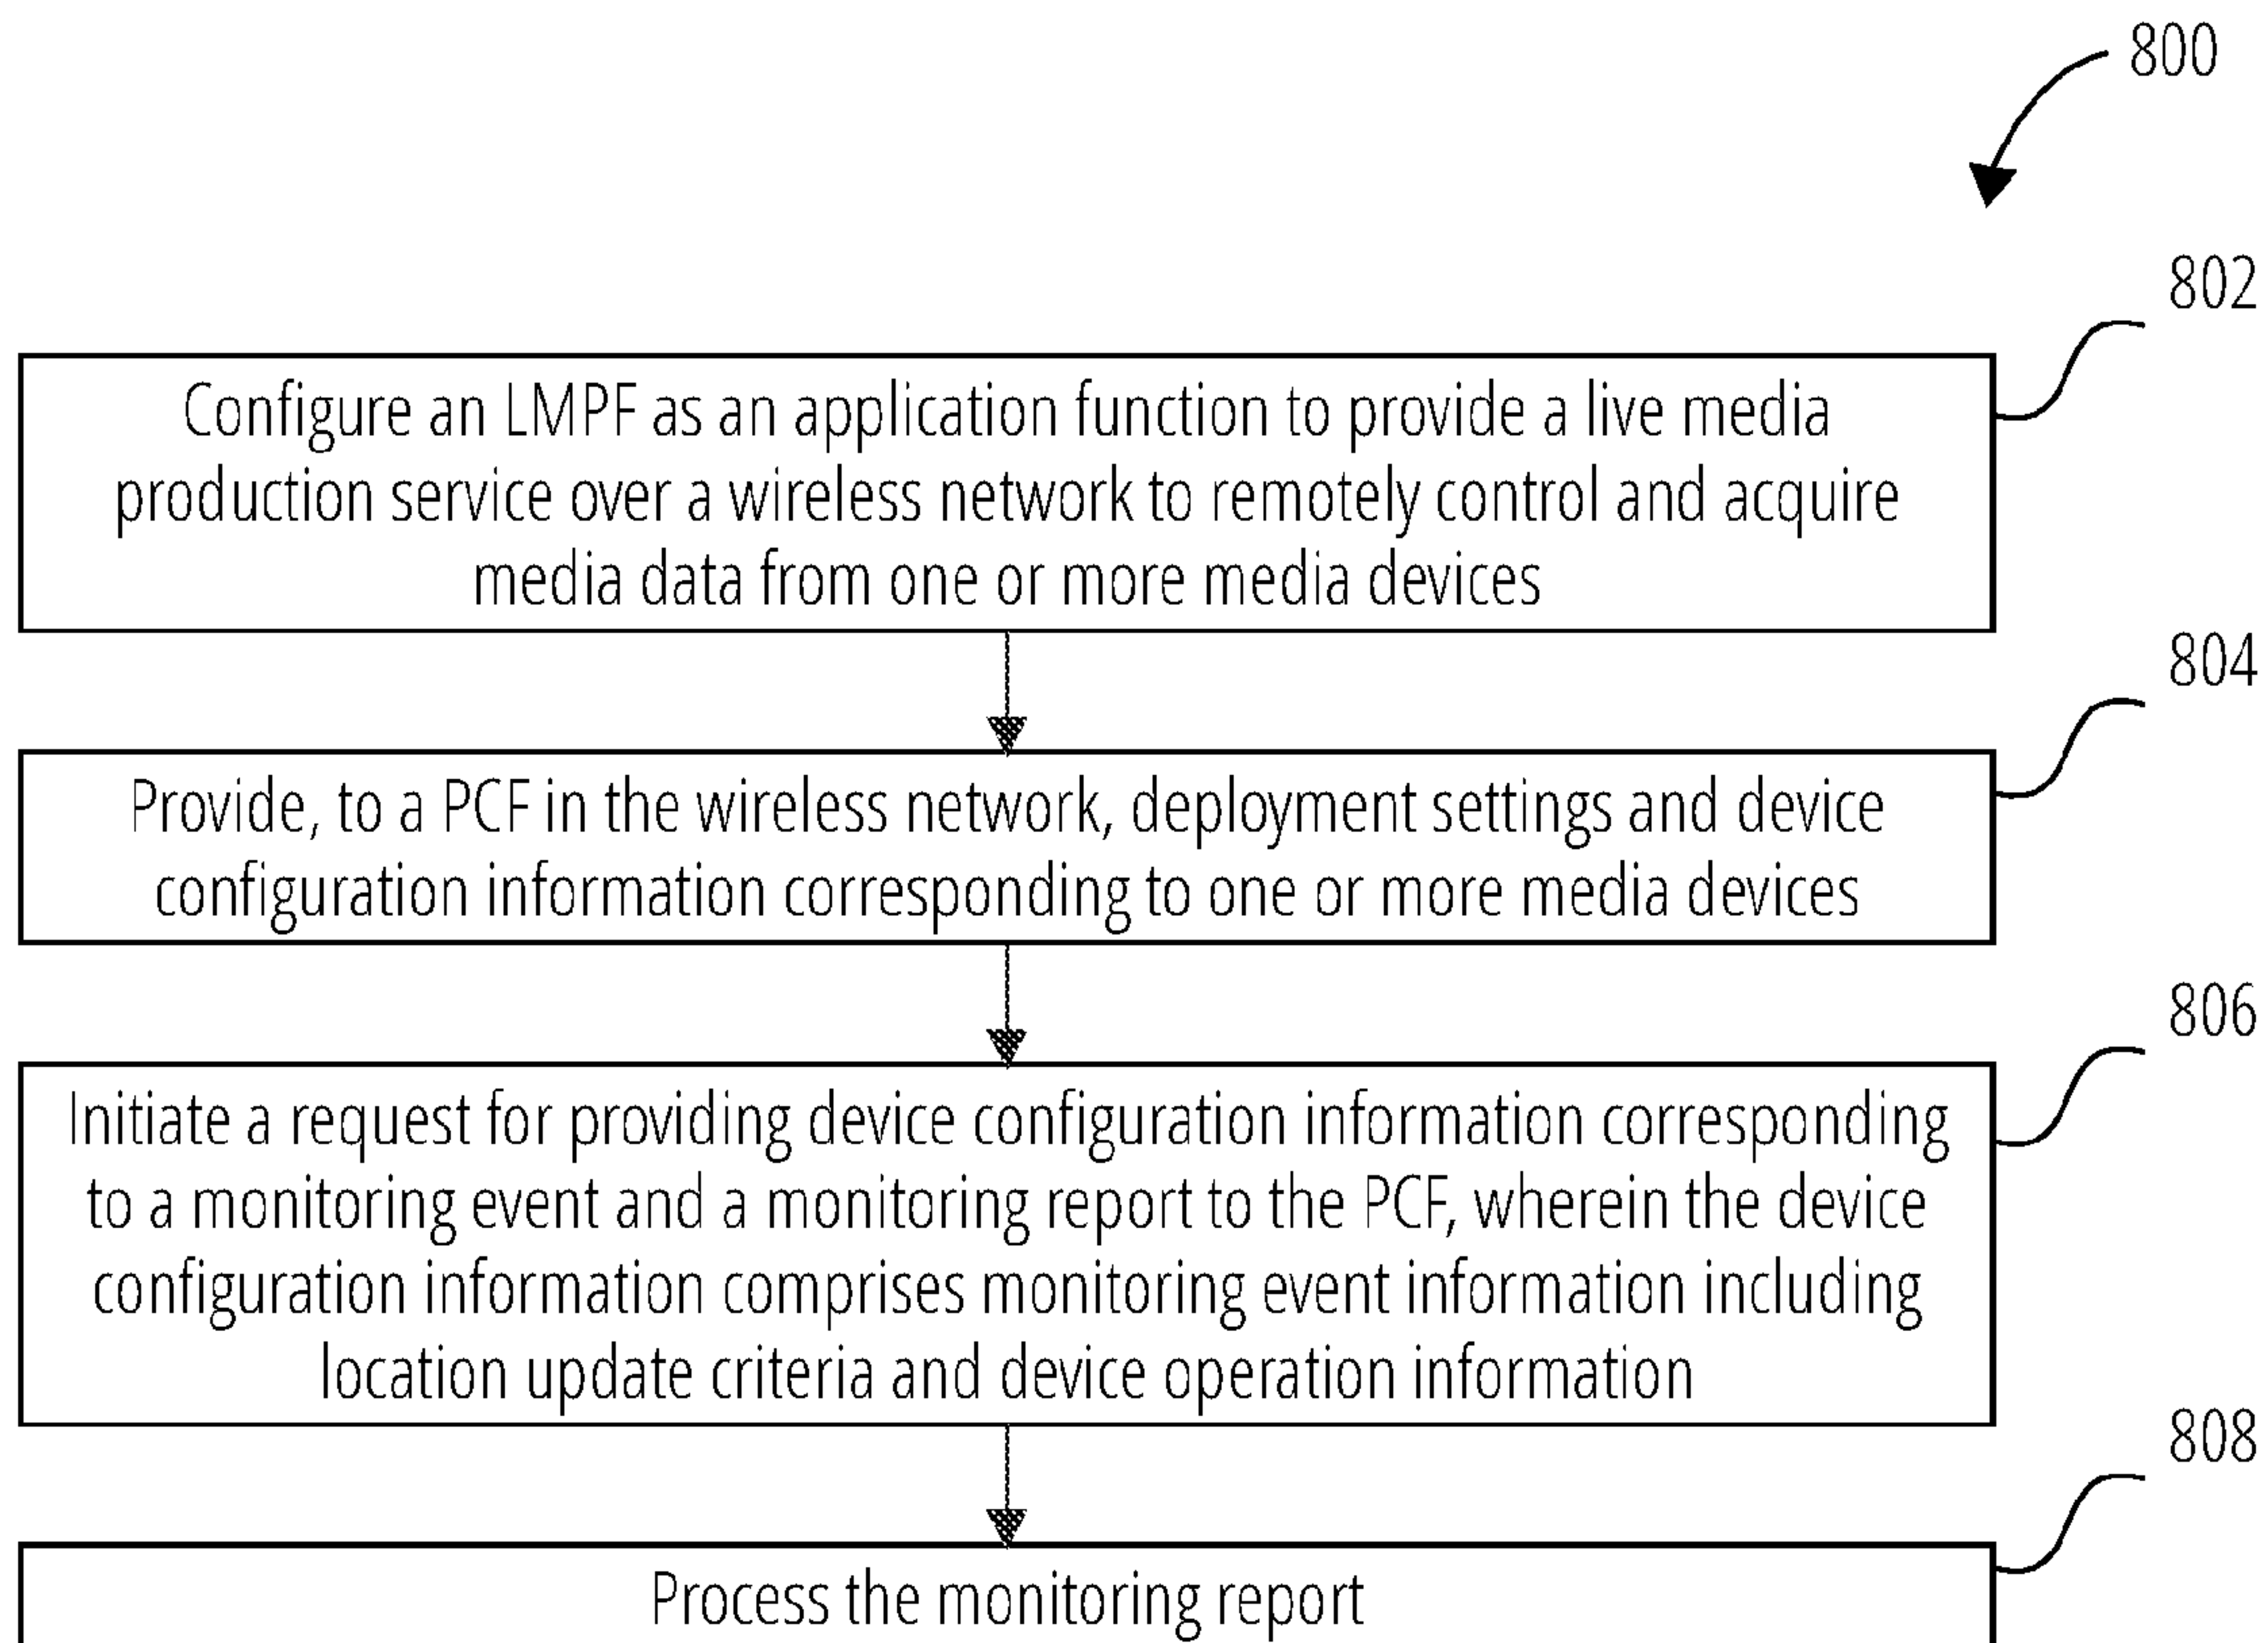 800
802
Configure an LMPF as an application function to provide a live media
production service over a wireless network to remotely control and acquire
media data from one or more media devices
804
Provide, to a PCF in the wireless network, deployment settings and device
configuration information corresponding to one or more media devices
806
Initiate a request for providing device configuration information corresponding
to a monitoring event and a monitoring report to the PCF, wherein the device
configuration information comprises monitoring event information including
location update criteria and device operation information
808
Process the monitoring report